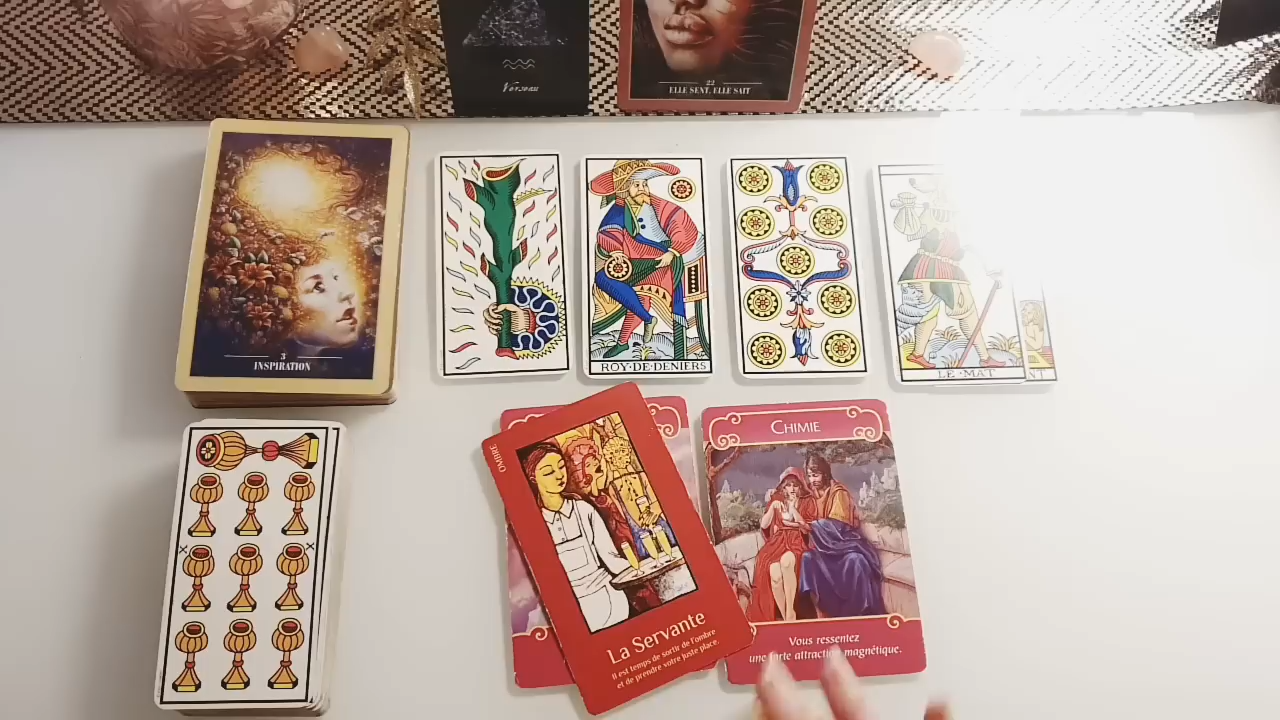 Verseau
22
ELLE SENT, ELLE SAIT
3
INSPIRATION
ROY·DE·DENIERS
LE·MAT
NT
OMBRE
La Servante
Il est temps de sortir de l'ombre
et de prendre votre juste place.
CHIMIE
Vous ressentez
une forte attraction magnétique.
X X